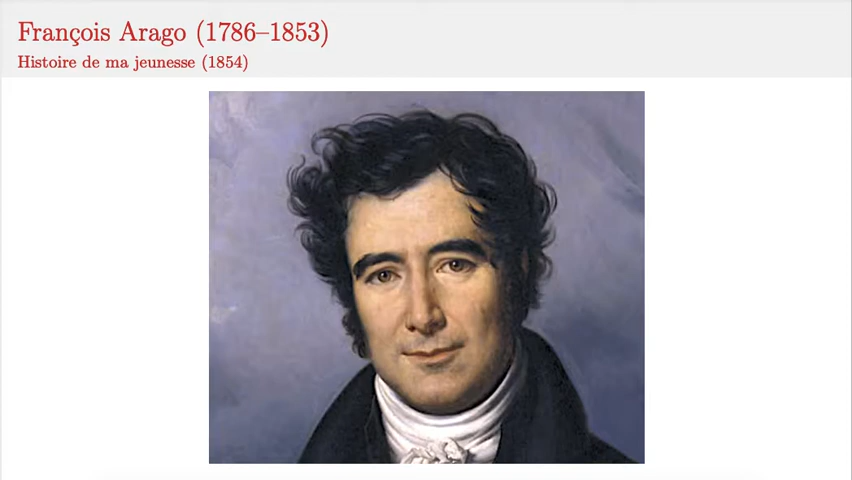 François Arago (1786–1853)
Histoire de ma jeunesse (1854)